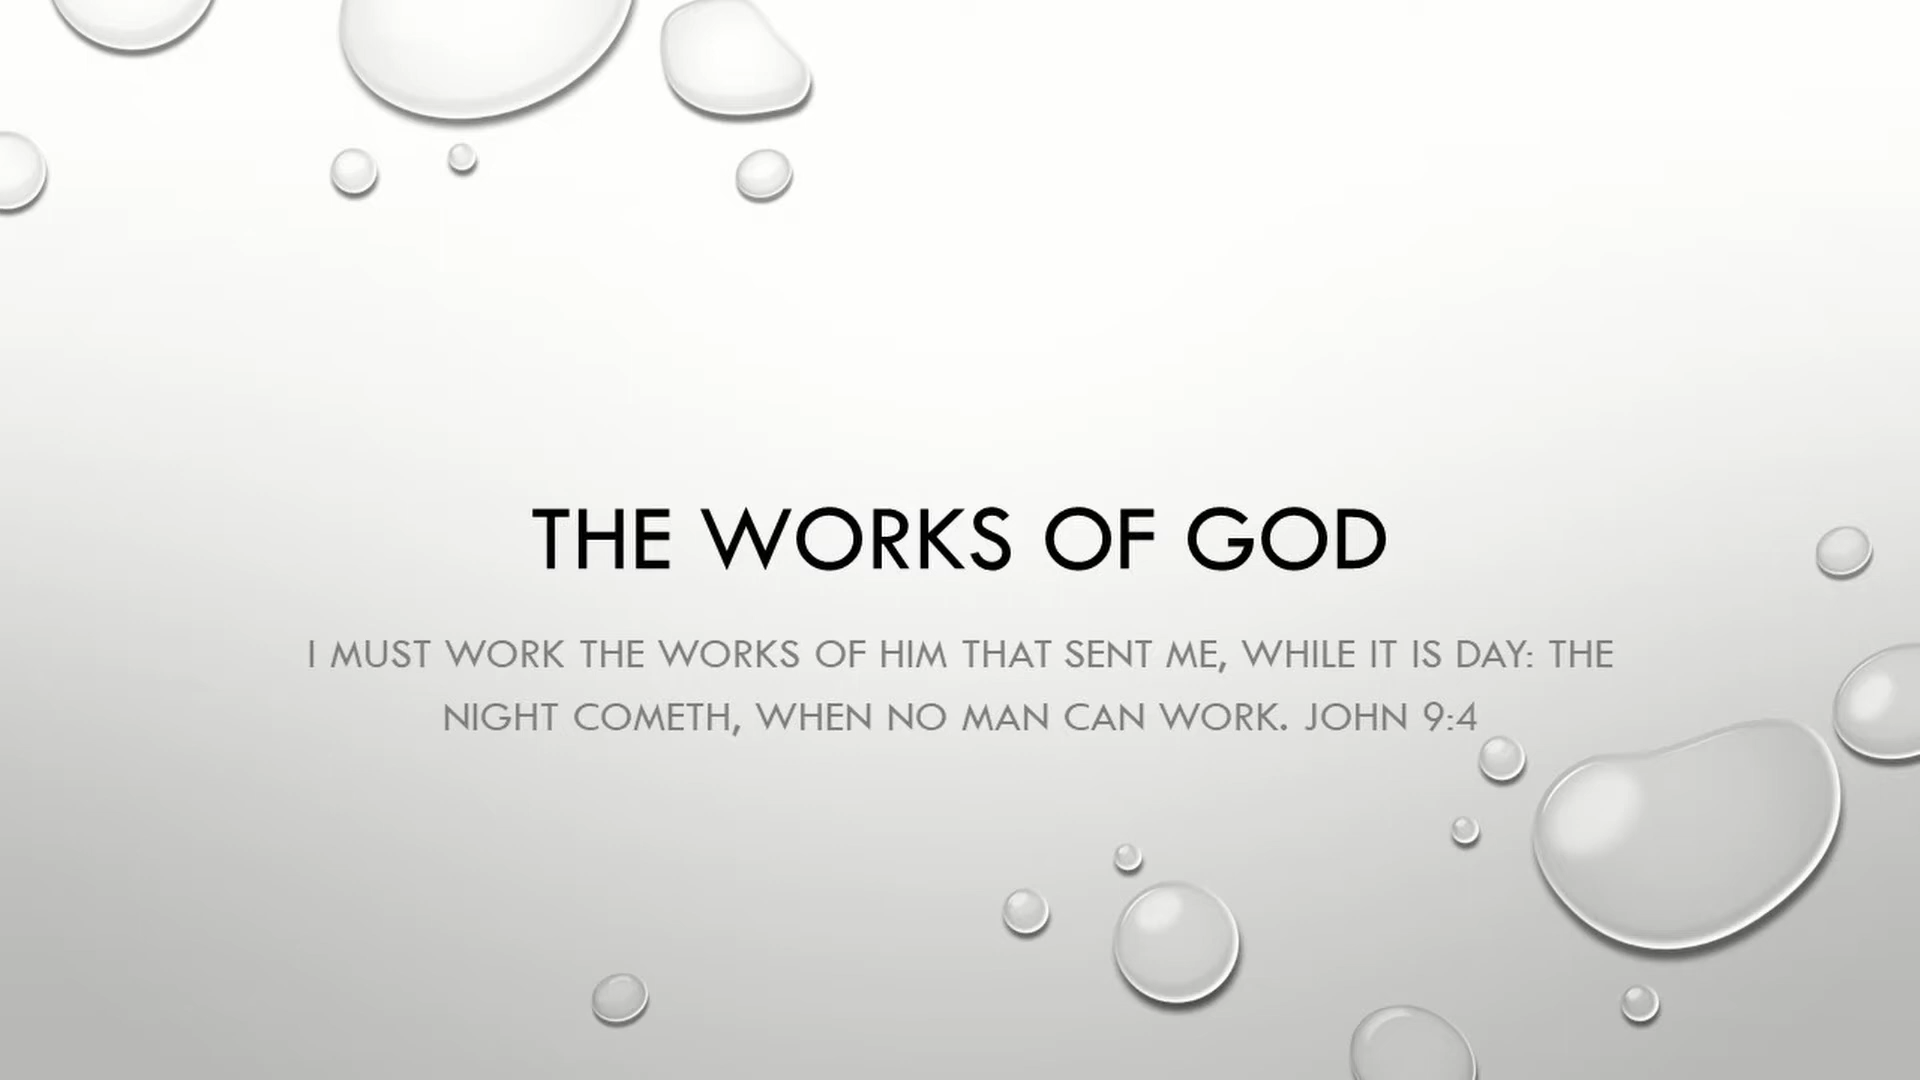 THE WORKS OF GOD
I MUST WORK THE WORKS OF HIM THAT SENT ME, WHILE IT IS DAY: THE
NIGHT COMETH, WHEN NO MAN CAN WORK. JOHN 9:4